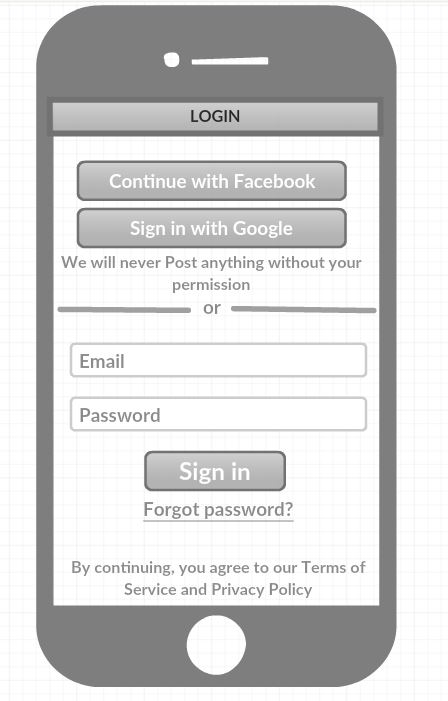 LOGIN
Continue with Facebook
Sign in with Google
We will never Post anything without your
permission
or
Email
Password
Sign in
Forgot password?
By continuing, you agree to our Terms of
Service and Privacy Policy